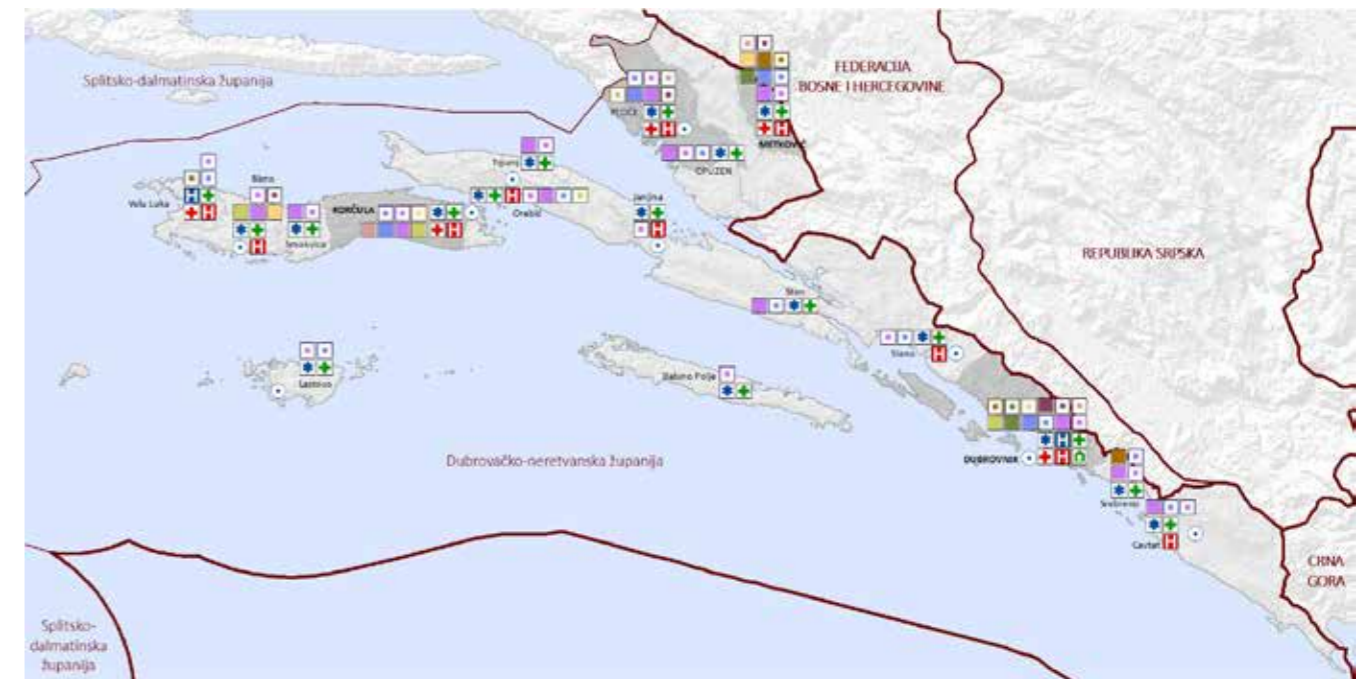 Splitsko-dalmatinska županija
FEDERACIJA
BOSNE I HERCEGOVINE
PLOČE
METKOVIĆ
OPUZEN
Trpanj
Blato
Vela Luka
Smokvica
KORČULA
Orebić
Janjina
REPUBLIKA SRPSKA
Ston
Slano
Lastovo
Babino Polje
Dubrovačko-neretvanska županija
DUBROVNIK
Srebreno
Cavtat
CRNA
GORA
Splitsko-
dalmatinska
županija